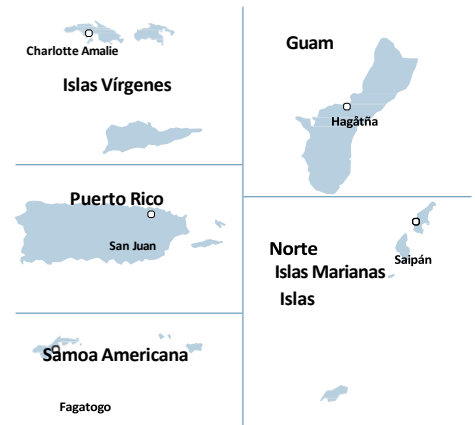 Charlotte Amalie
Islas Vírgenes
Guam
Hagåtña
Puerto Rico
San Juan
Norte
Islas Marianas
Islas
Saipán
Samoa Americana
Fagatogo